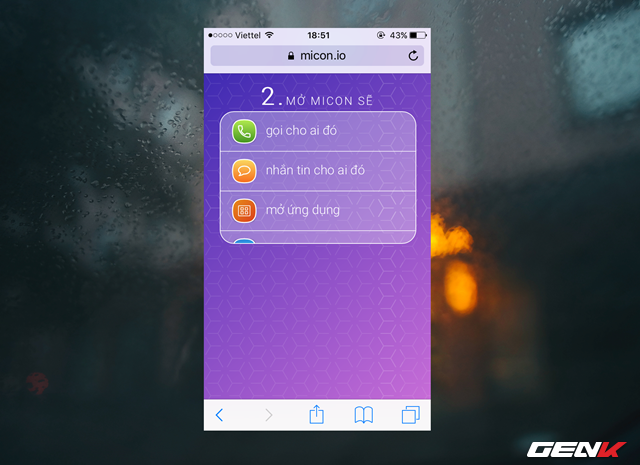 Viettel 18:51 43%
micon.io
2. MỞ MICON SẼ
gọi cho ai đó
nhắn tin cho ai đó
mở ứng dụng
GENK